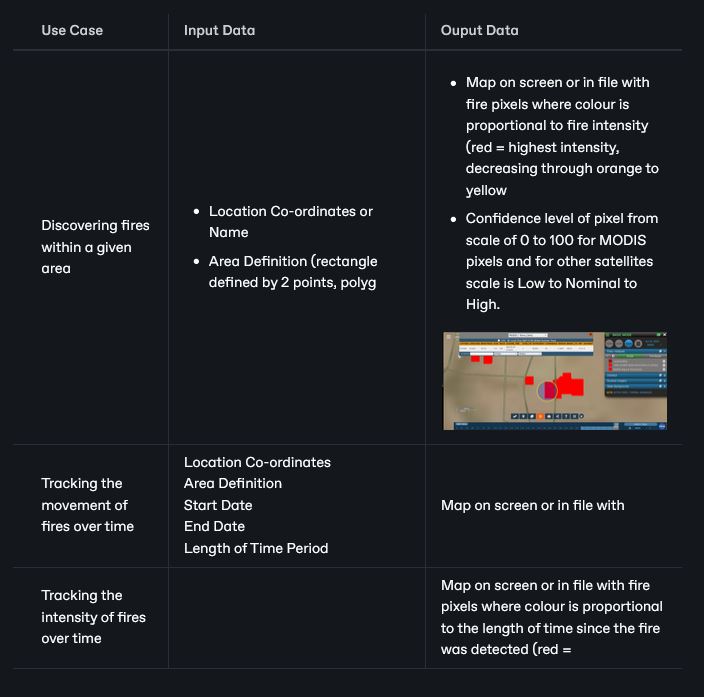 Use Case
Input Data
Ouput Data
Discovering fires
within a given
area
Location Co-ordinates or
Name
Area Definition (rectangle
defined by 2 points, polyg
Map on screen or in file with
fire pixels where colour is
proportional to fire intensity
(red = highest intensity,
decreasing through orange to
yellow
Confidence level of pixel from
scale of 0 to 100 for MODIS
pixels and for other satellites
scale is Low to Nominal to
High.
Tracking the
movement of
fires over time
Location Co-ordinates
Area Definition
Start Date
End Date
Length of Time Period
Map on screen or in file with
Tracking the
intensity of fires
over time
Map on screen or in file with fire
pixels where colour is proportional
to the length of time since the fire
was detected (red =